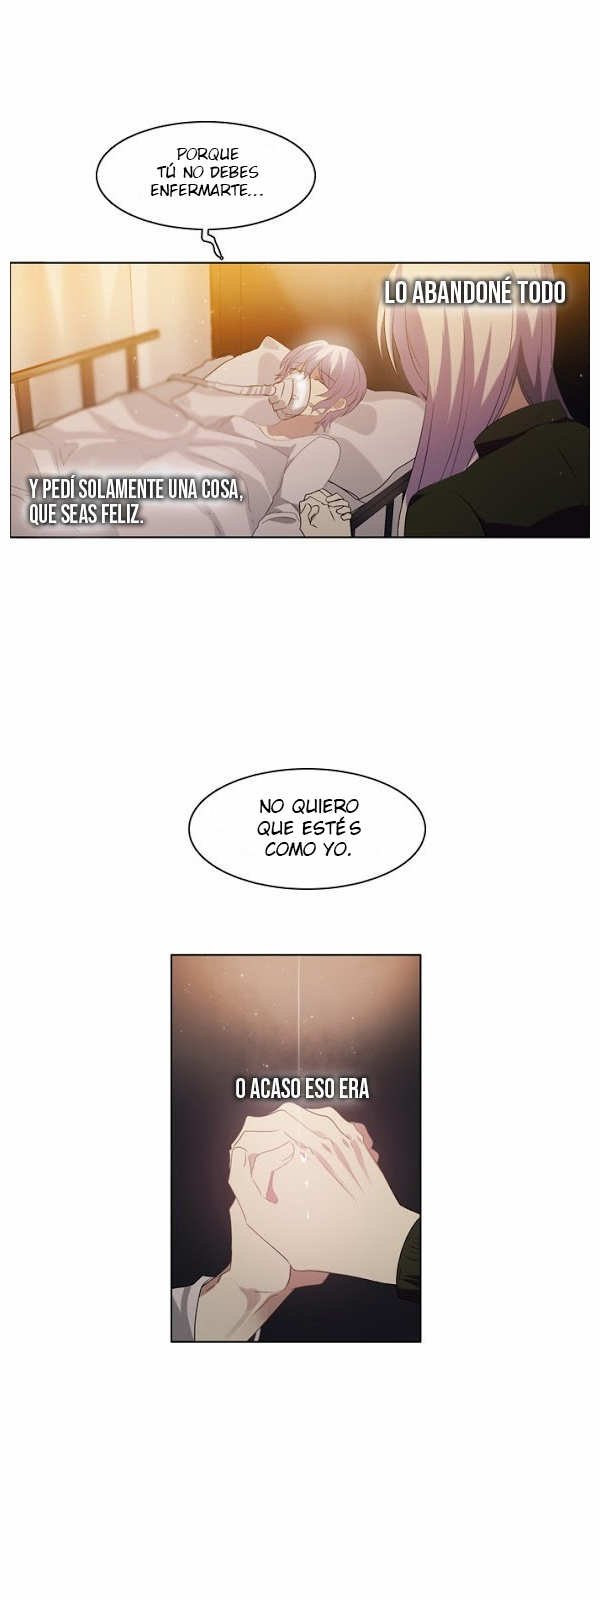 PORQUE
TÚ NO DEBES
ENFERMARTE...
LO ABANDONÉ TODO
Y PEDÍ SOLAMENTE UNA COSA,
QUE SEAS FELIZ.
NO QUIERO
QUE ESTÉS
COMO YO.
O ACASO ESO ERA